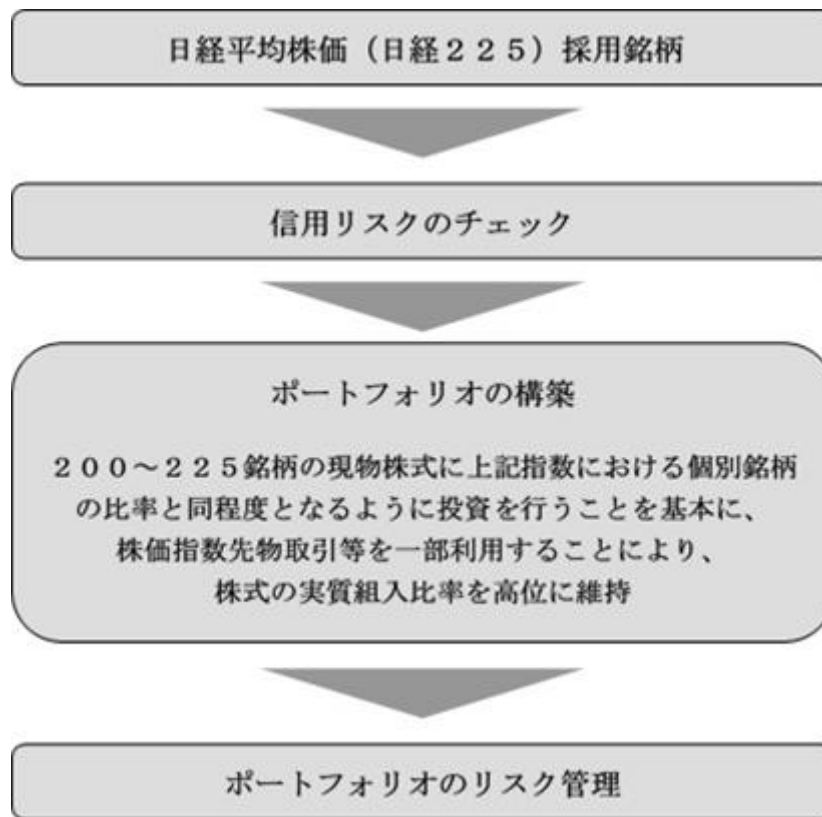 日経平均株価（日経２２５）採用銘柄
信用リスクのチェック
ポートフォリオの構築
２００～２２５銘柄の現物株式に上記指数における個別銘柄
の比率と同程度となるように投資を行うことを基本に、
株価指数先物取引等を一部利用することにより、
株式の実質組入比率を高位に維持
ポートフォリオのリスク管理